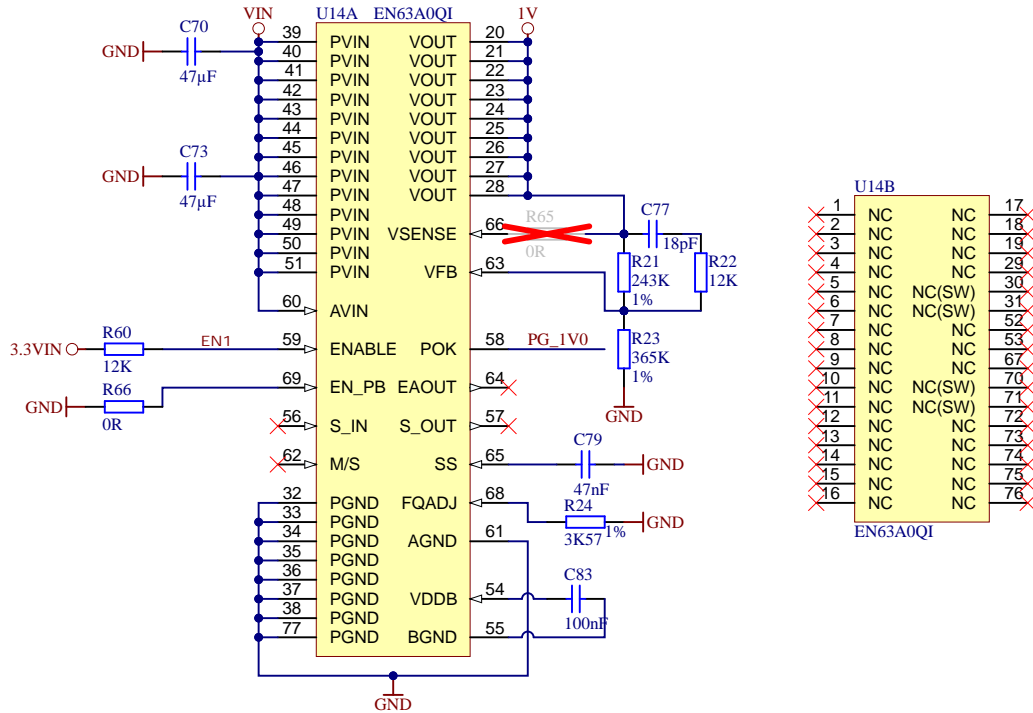 VIN U14A EN63A0QI 1V
C70
GND
47µF
C73
GND
47µF
39 PVIN VOUT 20
40 PVIN VOUT 21
41 PVIN VOUT 22
42 PVIN VOUT 23
43 PVIN VOUT 24
44 PVIN VOUT 25
45 PVIN VOUT 26
46 PVIN VOUT 27
47 PVIN VOUT 28
48 PVIN
49 PVIN VSENSE 66
50 PVIN
51 PVIN VFB 63
60 AVIN
R65
0R
C77
18pF
R21
243K
1%
R22
12K
R60
3.3VIN
12K
EN1
59 ENABLE POK 58 PG_1V0
R23
365K
1%
GND
R66
GND
0R
69 EN_PB EAOUT 64
56 S_IN S_OUT 57
62 M/S SS 65
C79
47nF
GND
32 PGND FQADJ 68
R24
3K57
1%
GND
33 PGND
34 PGND AGND 61
35 PGND
36 PGND
37 PGND VDDB 54
C83
100nF
38 PGND
77 PGND BGND 55
GND
U14B
1 NC NC 17
2 NC NC 18
3 NC NC 19
4 NC NC 29
5 NC NC(SW) 30
6 NC NC(SW) 31
7 NC NC 52
8 NC NC 53
9 NC NC 67
10 NC NC(SW) 70
11 NC NC(SW) 71
12 NC NC 72
13 NC NC 73
14 NC NC 74
15 NC NC 75
16 NC NC 76
EN63A0QI